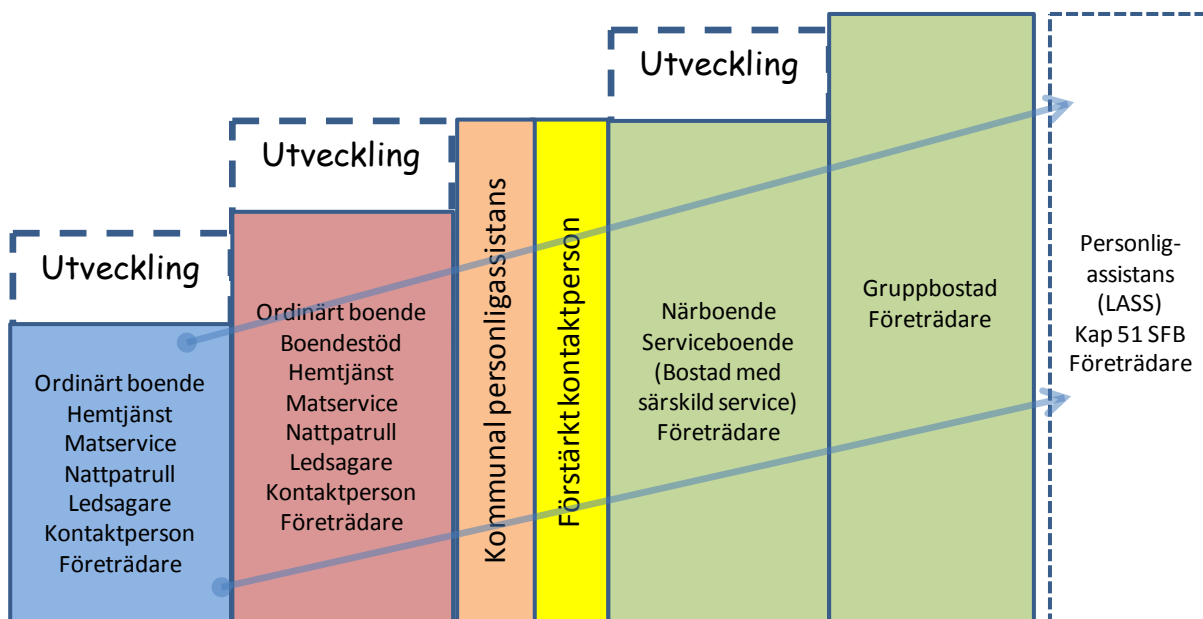 Utveckling
Ordinärt boende
Hemtjänst
Matservice
Nattpatrull
Ledsagare
Kontaktperson
Företrädare
Utveckling
Ordinärt boende
Boendestöd
Hemtjänst
Matservice
Nattpatrull
Ledsagare
Kontaktperson
Företrädare
Kommunal personligassistans
Förstärkt kontaktperson
Utveckling
Närboende
Serviceboende
(Bostad med
särskild service)
Företrädare
Gruppbostad
Företrädare
Personlig-
assistans
(LASS)
Kap 51 SFB
Företrädare